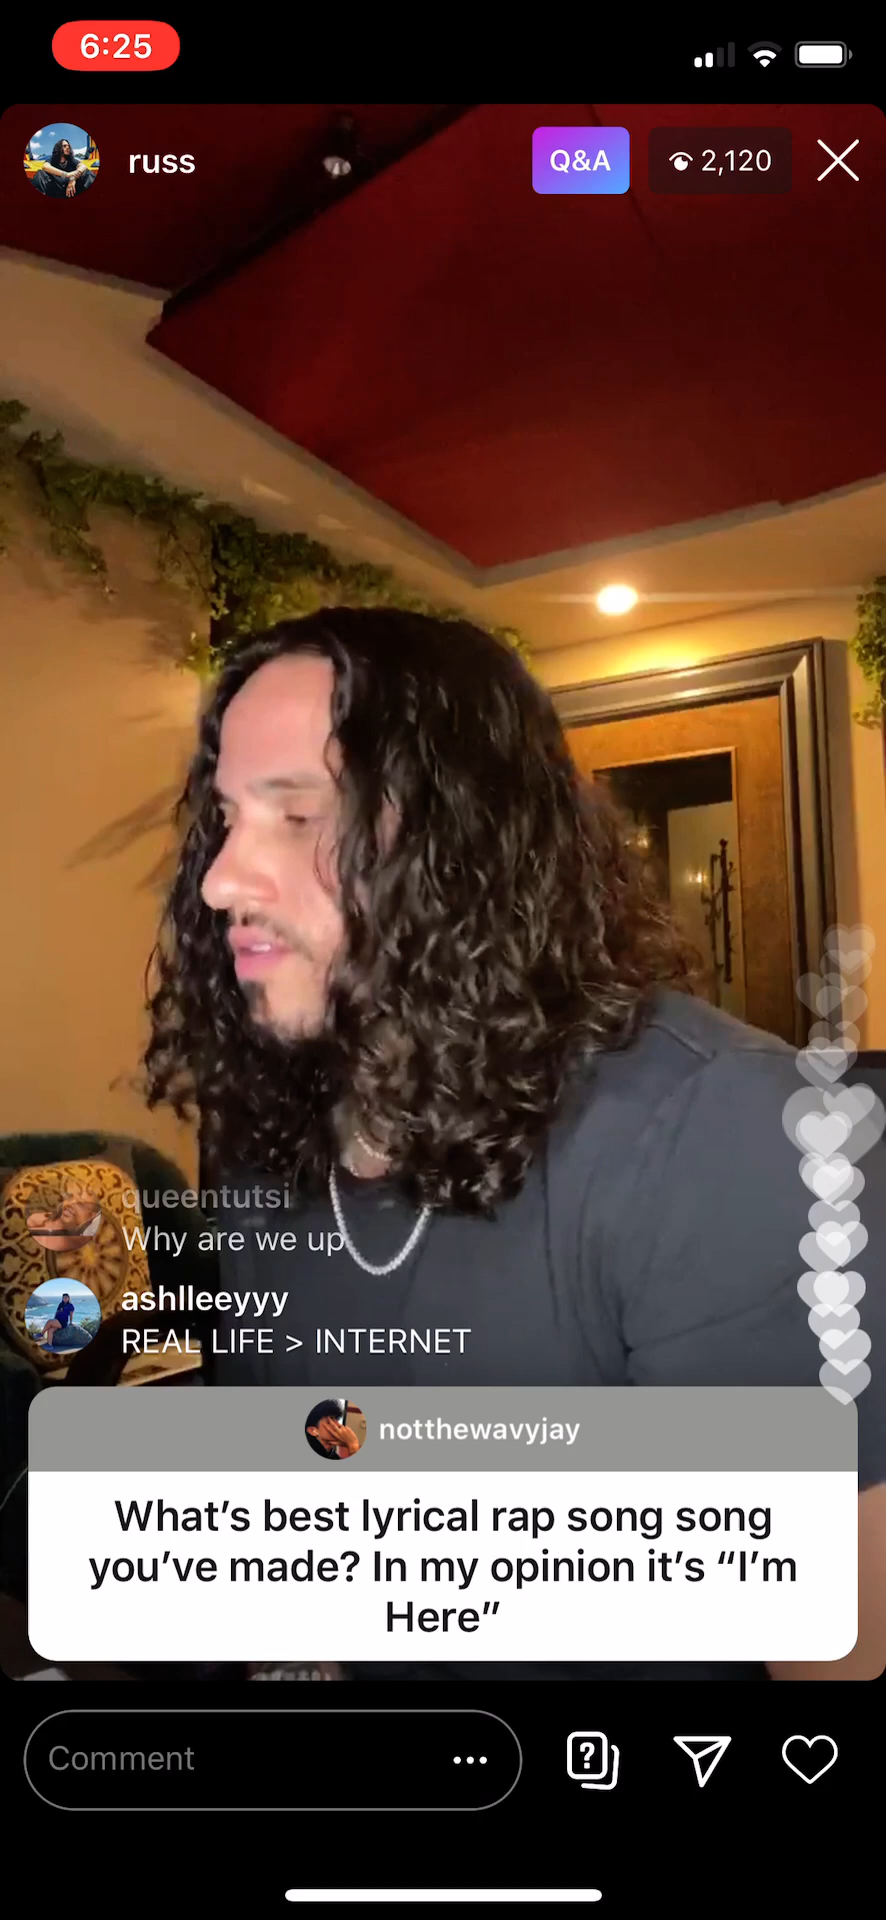 6:25
russ
Q&A
2,120
queentutsi
Why are we up
ashlleeyyy
REAL LIFE > INTERNET
notthewavyjay
What’s best lyrical rap song song
you’ve made? In my opinion it’s “I’m
Here”
Comment